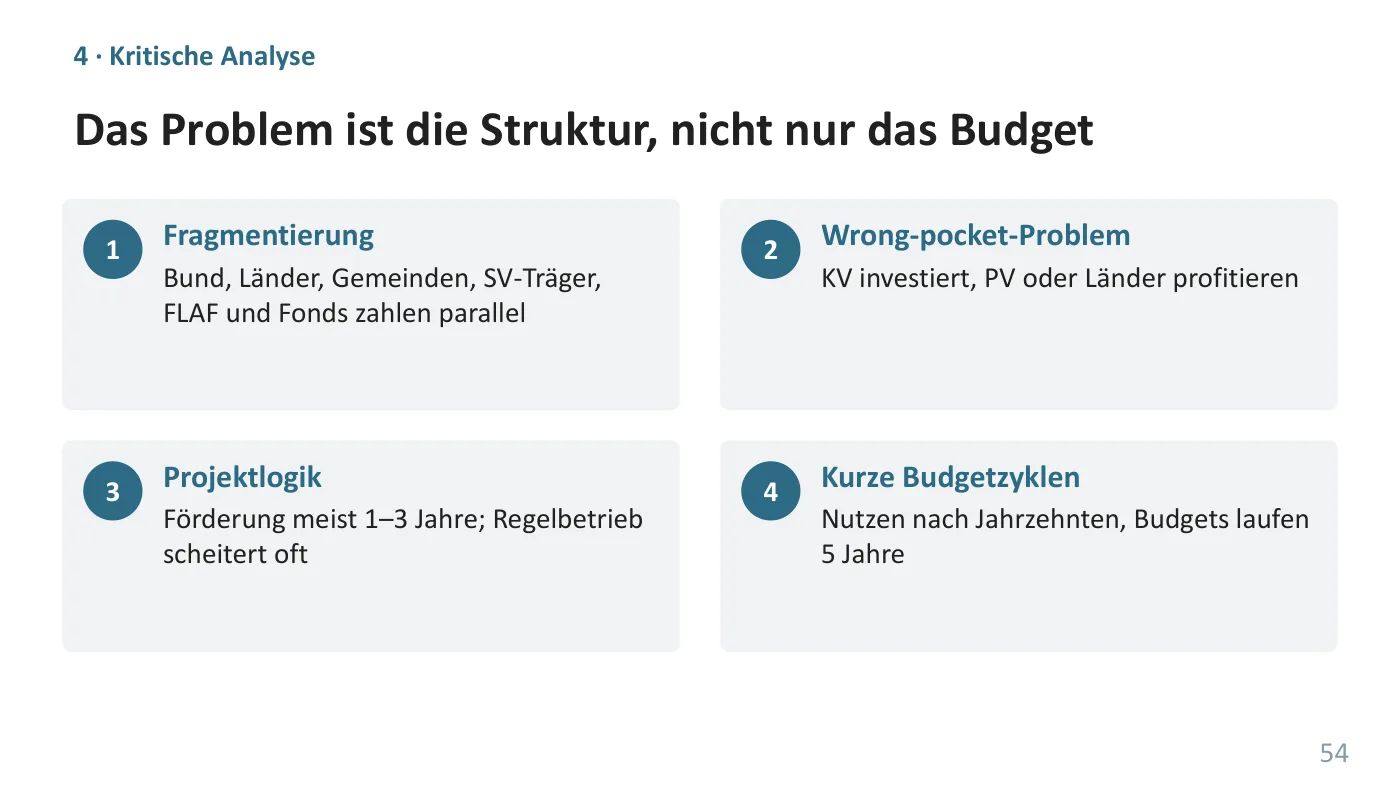 4 · Kritische Analyse
Das Problem ist die Struktur, nicht nur das Budget
1
Fragmentierung
Bund, Länder, Gemeinden, SV-Träger,
FLAF und Fonds zahlen parallel
2
Wrong-pocket-Problem
KV investiert, PV oder Länder profitieren
3
Projektlogik
Förderung meist 1–3 Jahre; Regelbetrieb
scheitert oft
4
Kurze Budgetzyklen
Nutzen nach Jahrzehnten, Budgets laufen
5 Jahre
54